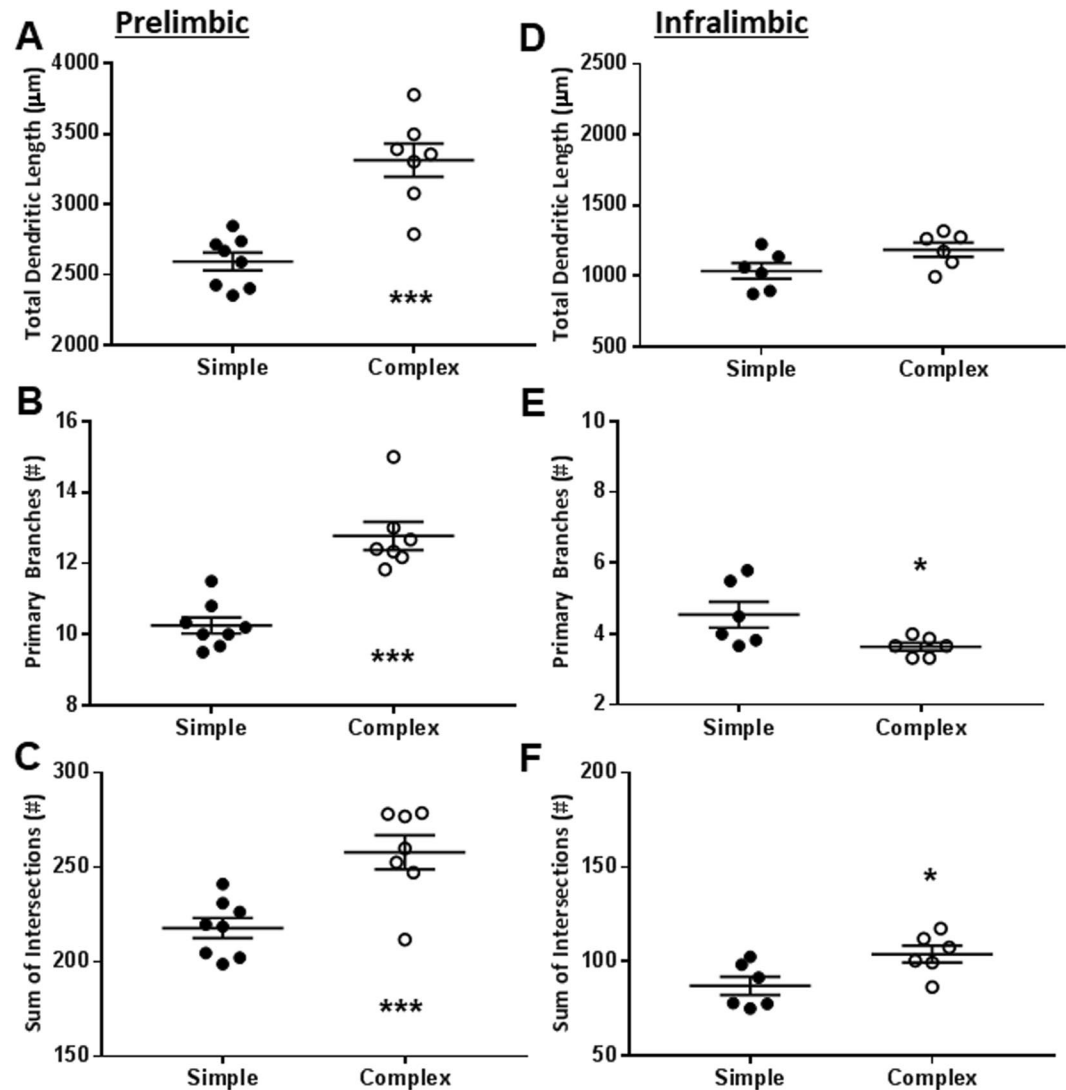 Prelimbic
A
Total Dendritic Length (μm)
4000
3500
3000
2500
2000
***
Simple
Complex
Infralimbic
D
Total Dendritic Length (μm)
2500
2000
1500
1000
500
Simple
Complex
B
Primary Branches (#)
16
14
12
10
8
***
Simple
Complex
E
Primary Branches (#)
10
8
6
4
2
*
Simple
Complex
C
Sum of Intersections (#)
300
250
200
150
***
Simple
Complex
F
Sum of Intersections (#)
200
150
100
50
*
Simple
Complex